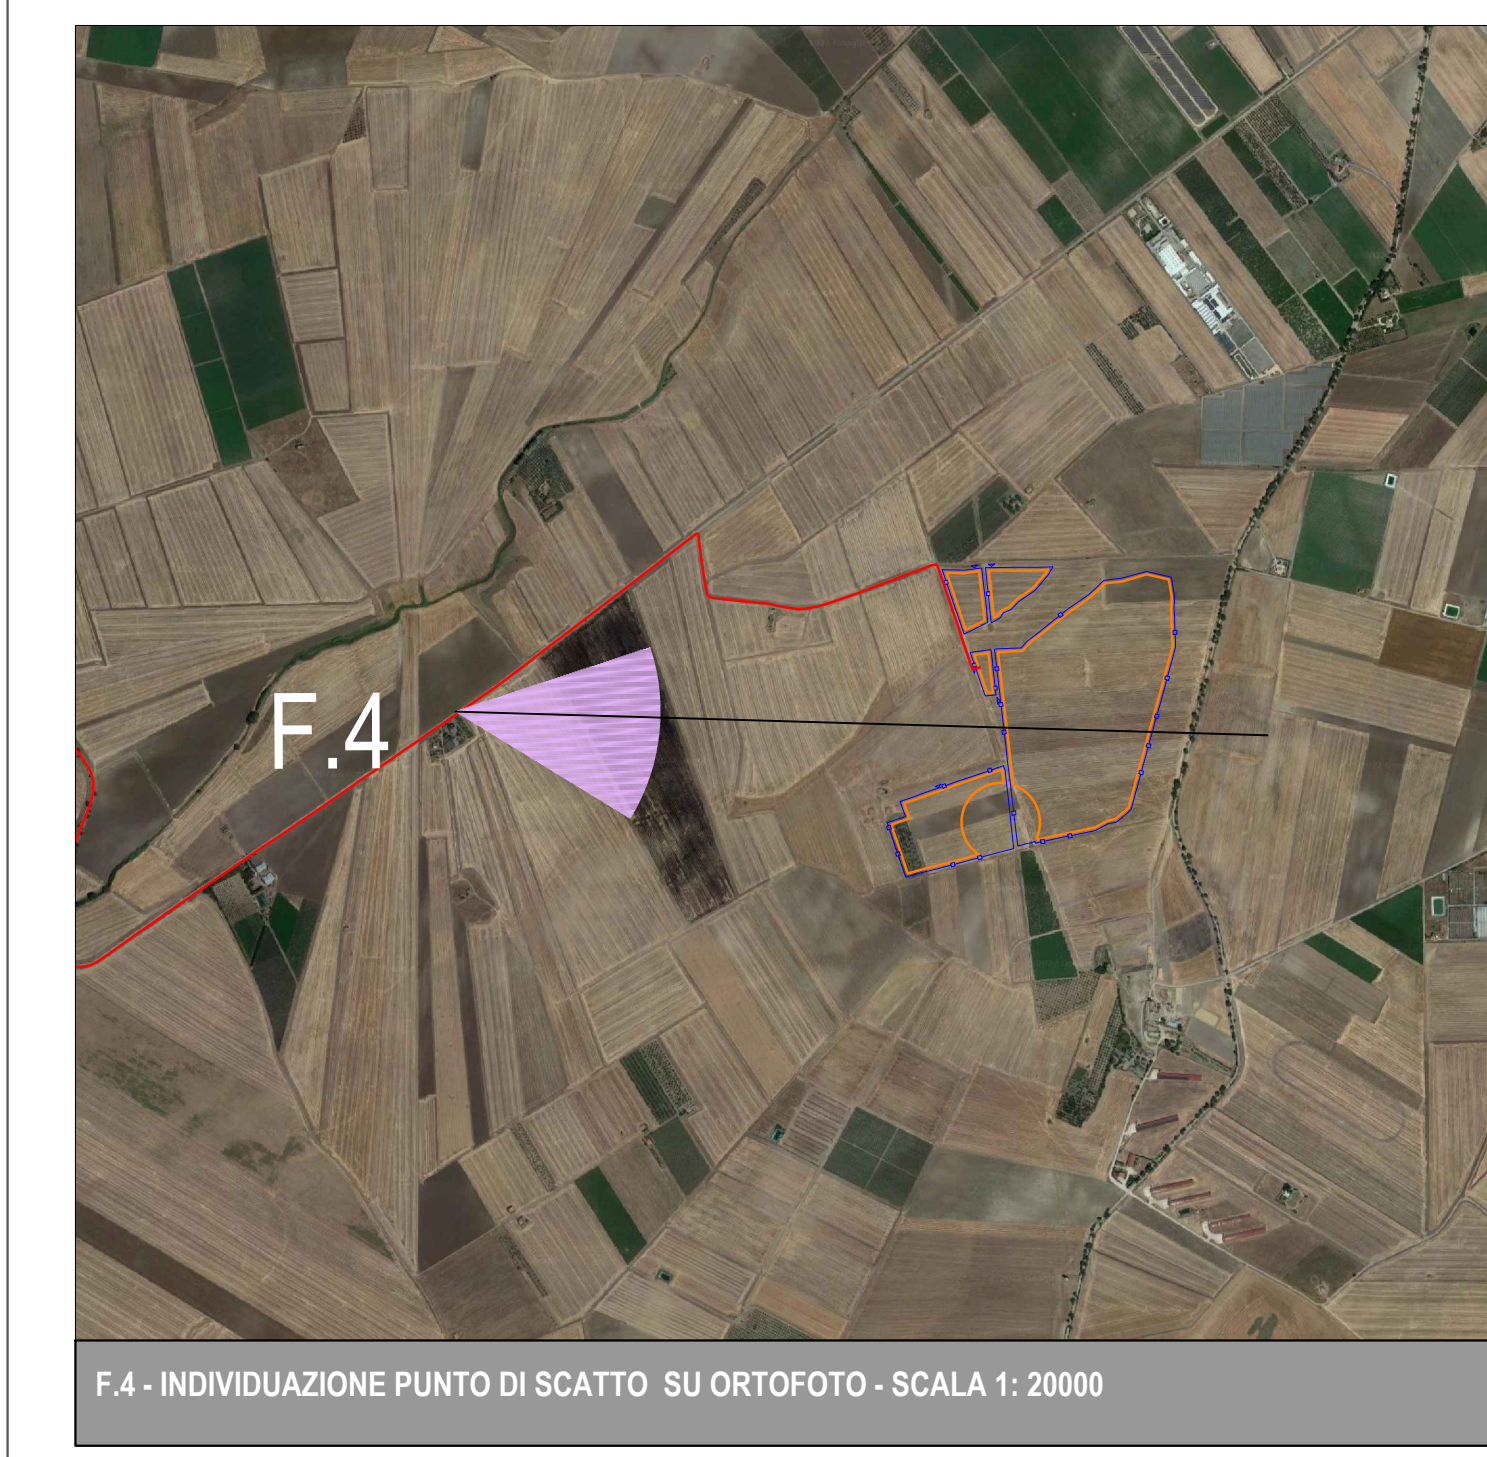 F.4
F.4 - INDIVIDUAZIONE PUNTO DI SCATTO SU ORTOFOTO - SCALA 1: 20000